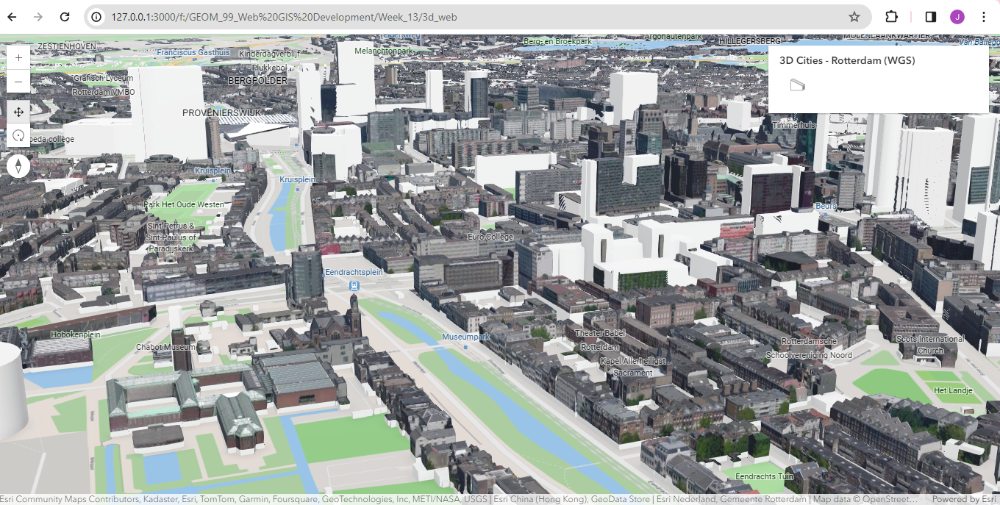 127.0.0.1:3000/f:/GEOM_99_Web%20GIS%20Development/Week_13/3d_web
J
ZESTIENHOVEN
Franciscus Gasthuis
Kinderdagverblijf
Plukkebol
Melanchtonpark
Berg- en Broekpark
Argonautenpark
HILLEGERSBERG
MOLENLAANKWARTIER
3D Cities - Rotterdam (WGS)
Grafisch Lyceum
Rotterdam VMBO
BERGPOLDER
PROVENIERSWIJK
Timmerhuis
college
Kruisplein
Kruisplein
Park Het Oude Westen
Beurs
Sint-Petrus &
Sint-Paulus of
Paradijskerk
Euro College
Eendrachtsplein
Hobokenplein
Chabot Museum
Museumpark
Theater Babel
Rotterdam
Kapel Allerheiligst
Sacrament
Rotterdamsche
Schoolvereniging Noord
Scots International
Church
Het Landje
Eendrachts Tuin
Esri Community Maps Contributors, Kadaster, Esri, TomTom, Garmin, Foursquare, GeoTechnologies, Inc, METI/NASA, USGS | Esri China (Hong Kong), GeoData Store | Esri Nederland, Gemeente Rotterdam | Map data © OpenStreet... Powered by Esri